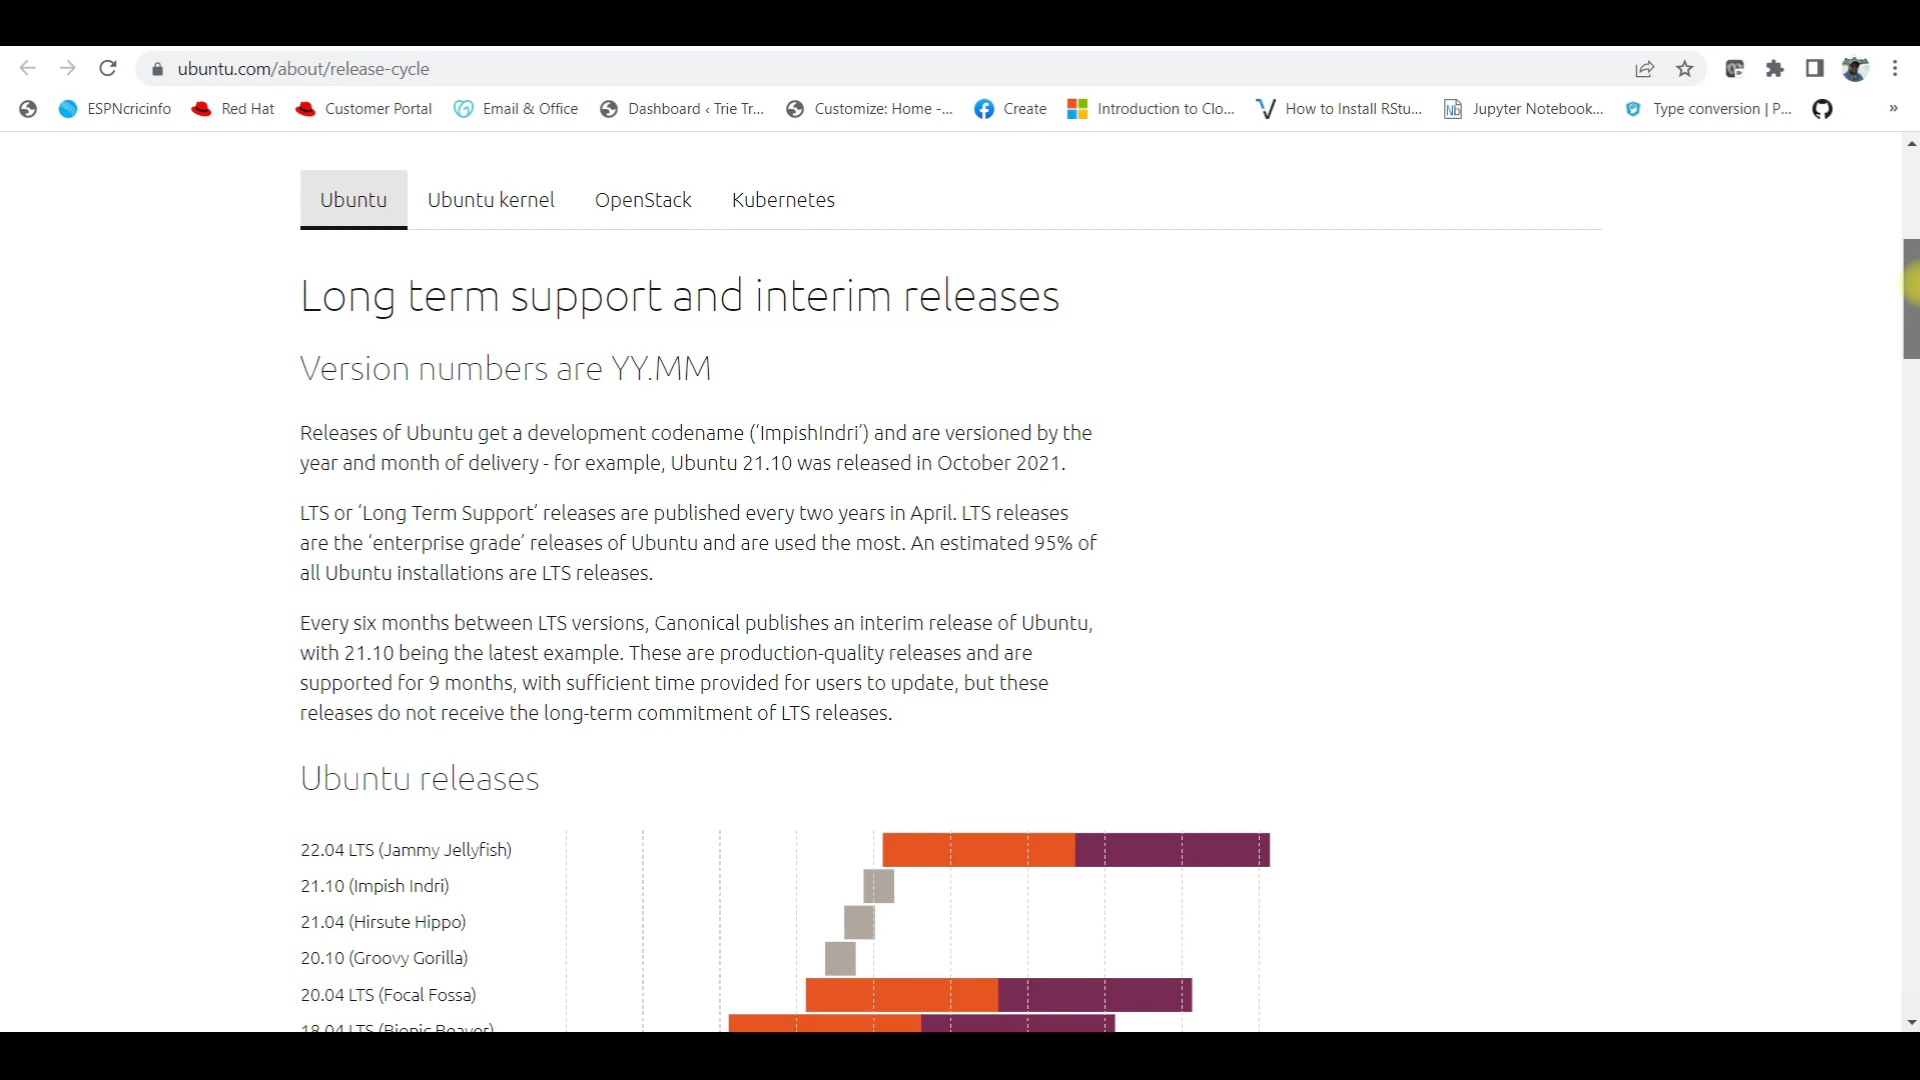 ubuntu.com/about/release-cycle
ESPNcricinfo Red Hat Customer Portal Email & Office Dashboard ‹ Trie Tr... Customize: Home -... Create Introduction to Clo... How to Install RStu... Jupyter Notebook... Type conversion | P... »
Ubuntu Ubuntu kernel OpenStack Kubernetes
Long term support and interim releases
Version numbers are YY.MM
Releases of Ubuntu get a development codename (‘ImpishIndri’) and are versioned by the
year and month of delivery - for example, Ubuntu 21.10 was released in October 2021.
LTS or ‘Long Term Support’ releases are published every two years in April. LTS releases
are the ‘enterprise grade’ releases of Ubuntu and are used the most. An estimated 95% of
all Ubuntu installations are LTS releases.
Every six months between LTS versions, Canonical publishes an interim release of Ubuntu,
with 21.10 being the latest example. These are production-quality releases and are
supported for 9 months, with sufficient time provided for users to update, but these
releases do not receive the long-term commitment of LTS releases.
Ubuntu releases
22.04 LTS (Jammy Jellyfish)
21.10 (Impish Indri)
21.04 (Hirsute Hippo)
20.10 (Groovy Gorilla)
20.04 LTS (Focal Fossa)
18.04 LTS (Bionic Beaver)